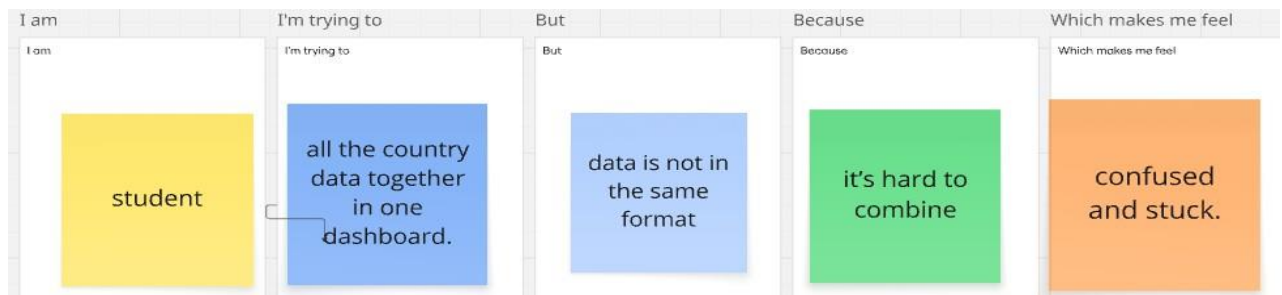 I am
I'm trying to
But
Because
Which makes me feel
I am
I'm trying to
But
Because
Which makes me feel
student
all the country
data together
in one
dashboard.
data is not in
the same
format
it's hard to
combine
confused
and stuck.